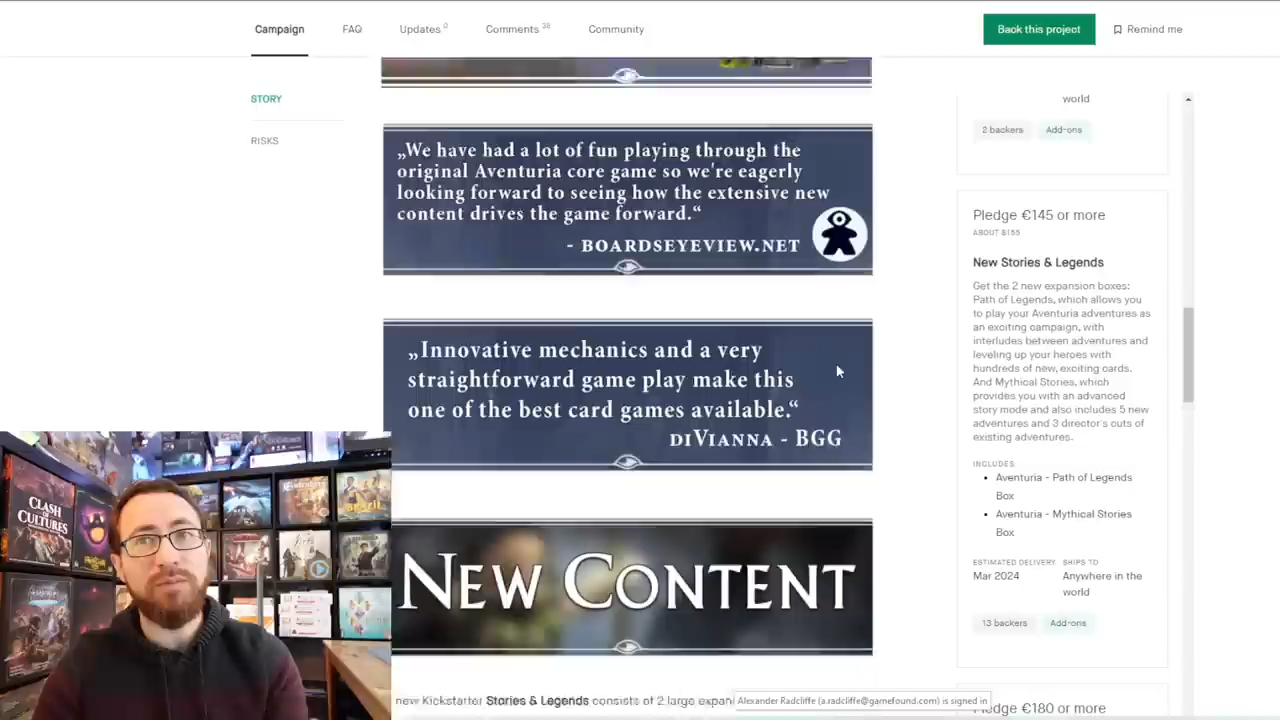 Campaign
FAQ
Updates 0
Comments 38
Community
Back this project
Remind me
STORY
RISKS
„We have had a lot of fun playing through the
original Aventuria core game so we're eagerly
looking forward to seeing how the extensive new
content drives the game forward.“
- BOARDSEYEVIEW.NET
„Innovative mechanics and a very
straightforward game play make this
one of the best card games available.“
DIVIANNA - BGG
NEW CONTENT
new Kickstarter Stories & Legends consists of 2 large expan
Alexander Radcliffe (a.radcliffe@gamefound.com) is signed in
world
2 backers
Add-ons
Pledge €145 or more
ABOUT $155
New Stories & Legends
Get the 2 new expansion boxes:
Path of Legends, which allows you
to play your Aventuria adventures as
an exciting campaign, with
interludes between adventures and
leveling up your heroes with
hundreds of new, exciting cards.
And Mythical Stories, which
provides you with an advanced
story mode and also includes 5 new
adventures and 3 director's cuts of
existing adventures.
INCLUDES
• Aventuria - Path of Legends
Box
• Aventuria - Mythical Stories
Box
ESTIMATED DELIVERY
Mar 2024
SHIPS TO
Anywhere in the
world
13 backers
Add-ons
Pledge €180 or more
CLASH
OF
CULTURES
BRAZIL